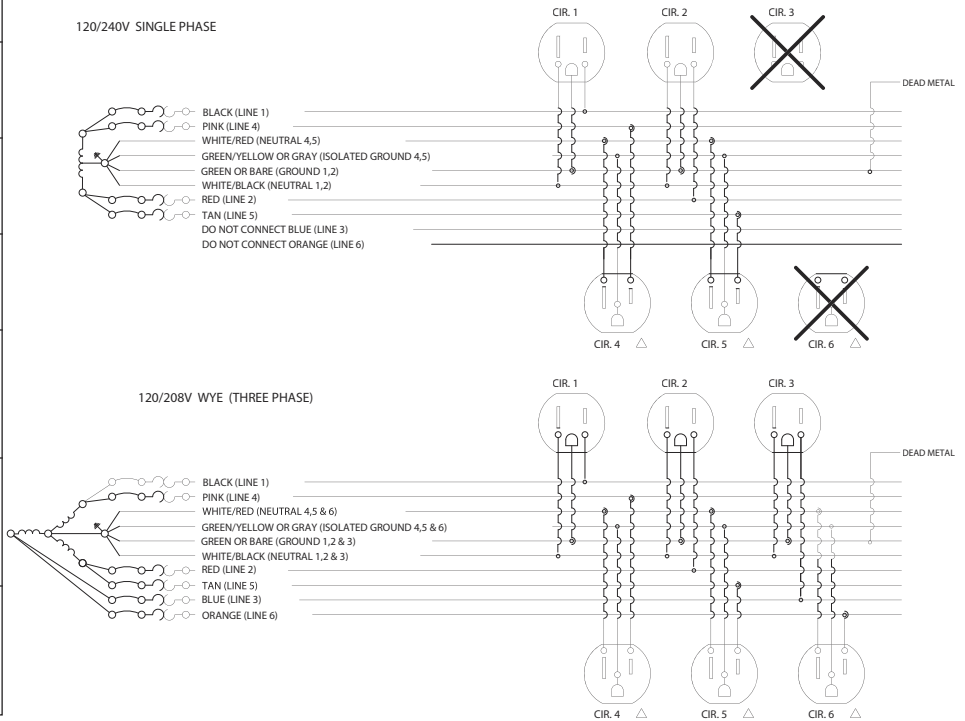 120/240V SINGLE PHASE
CIR. 1
CIR. 2
CIR. 3
DEAD METAL
BLACK (LINE 1)
PINK (LINE 4)
WHITE/RED (NEUTRAL 4,5)
GREEN/YELLOW OR GRAY (ISOLATED GROUND 4,5)
GREEN OR BARE (GROUND 1,2)
WHITE/BLACK (NEUTRAL 1,2)
RED (LINE 2)
TAN (LINE 5)
DO NOT CONNECT BLUE (LINE 3)
DO NOT CONNECT ORANGE (LINE 6)
CIR. 4
CIR. 5
CIR. 6
120/208V WYE (THREE PHASE)
CIR. 1
CIR. 2
CIR. 3
DEAD METAL
BLACK (LINE 1)
PINK (LINE 4)
WHITE/RED (NEUTRAL 4,5 & 6)
GREEN/YELLOW OR GRAY (ISOLATED GROUND 4,5 & 6)
GREEN OR BARE (GROUND 1,2 & 3)
WHITE/BLACK (NEUTRAL 1,2 & 3)
RED (LINE 2)
TAN (LINE 5)
BLUE (LINE 3)
ORANGE (LINE 6)
CIR. 4
CIR. 5
CIR. 6